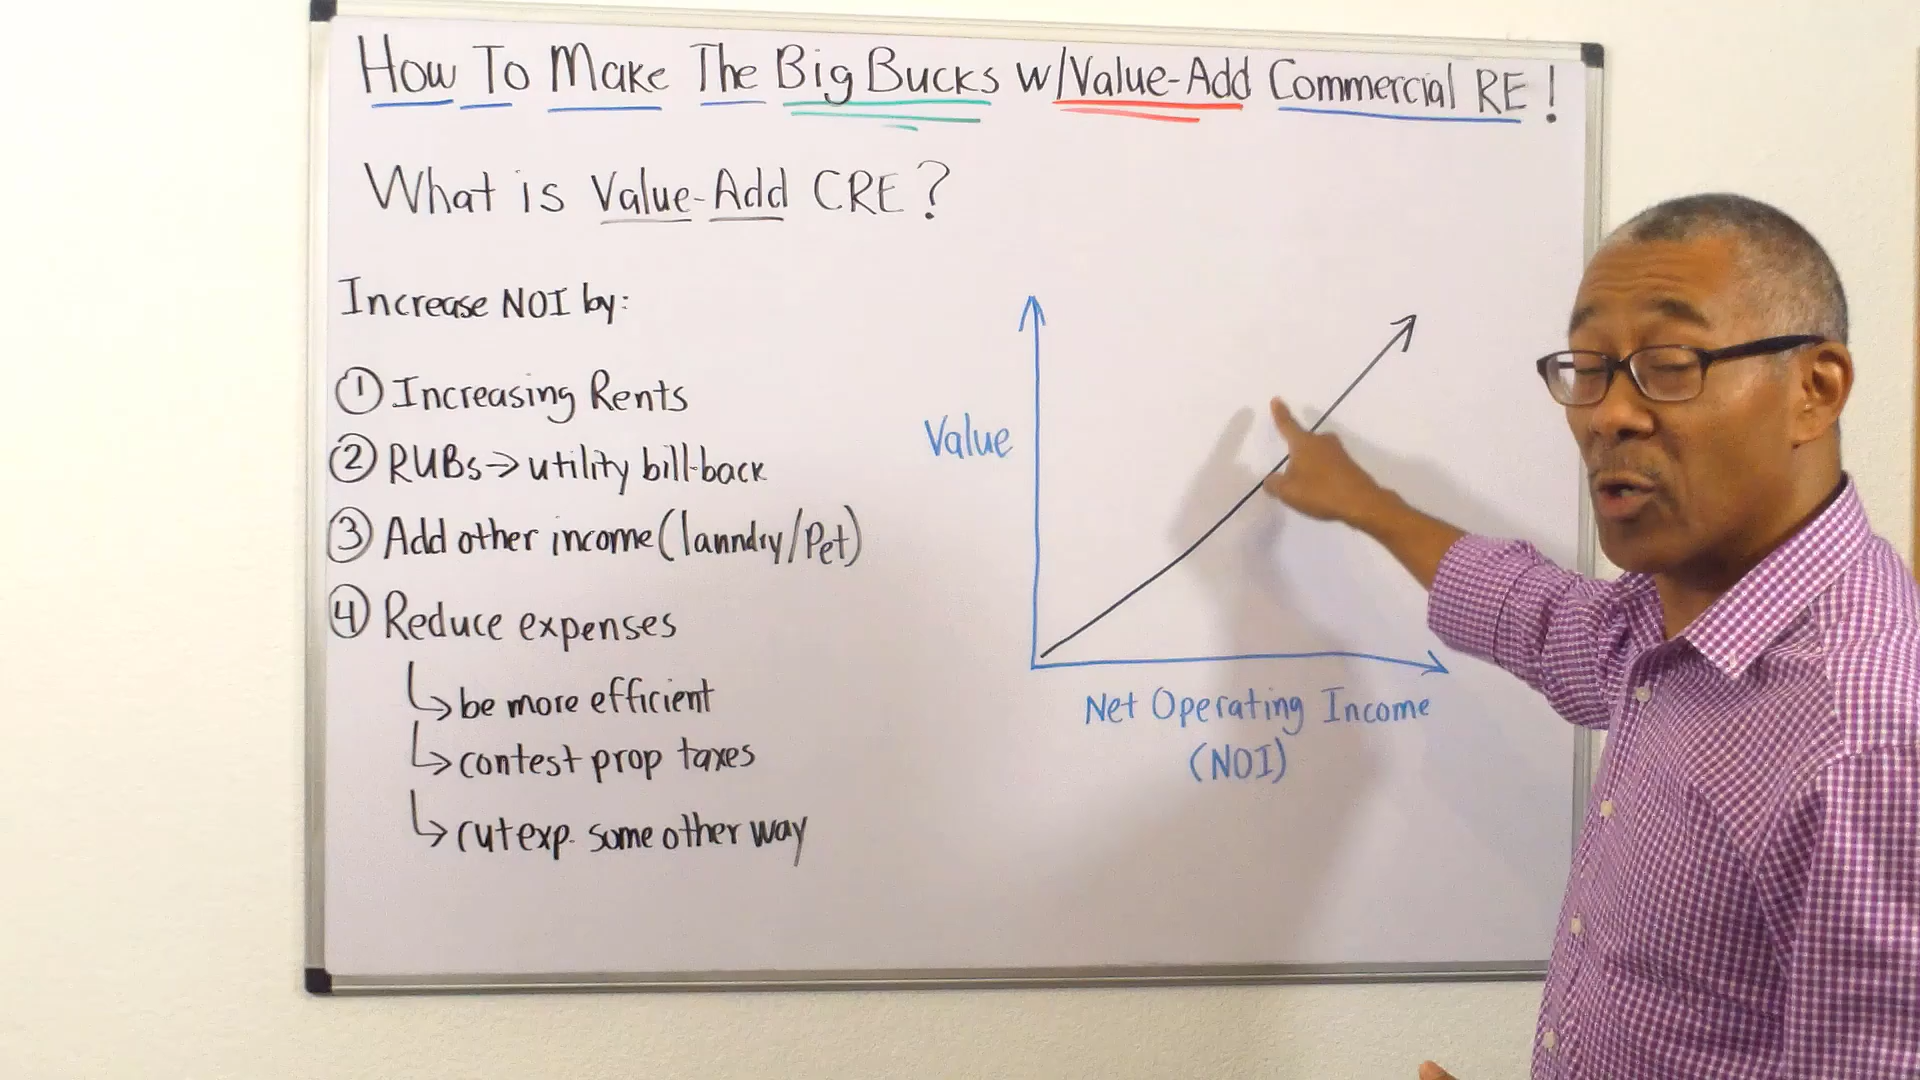 How To Make The Big Bucks w/Value-Add Commercial RE!
What is Value-Add CRE?
Increase NOI by:
① Increasing Rents
② RUBs→utility bill-back
③ Add other income (lanndry/Pet)
④ Reduce expenses
↳ be more efficient
↳ contest prop taxes
↳ cut exp. some other way
Value
Net Operating Income
(NOI)